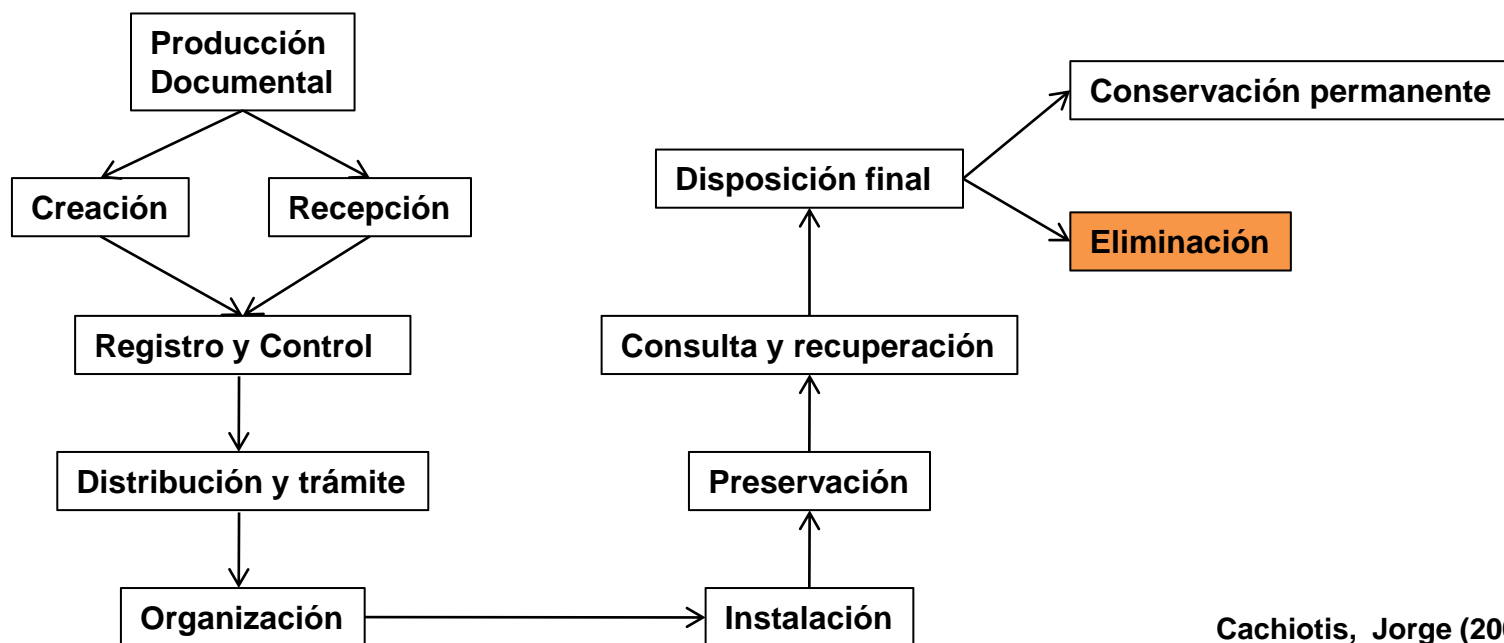 Producción
Documental
Creación
Recepción
Registro y Control
Distribución y trámite
Organización
Instalación
Preservación
Consulta y recuperación
Disposición final
Conservación permanente
Eliminación
Cachiotis, Jorge